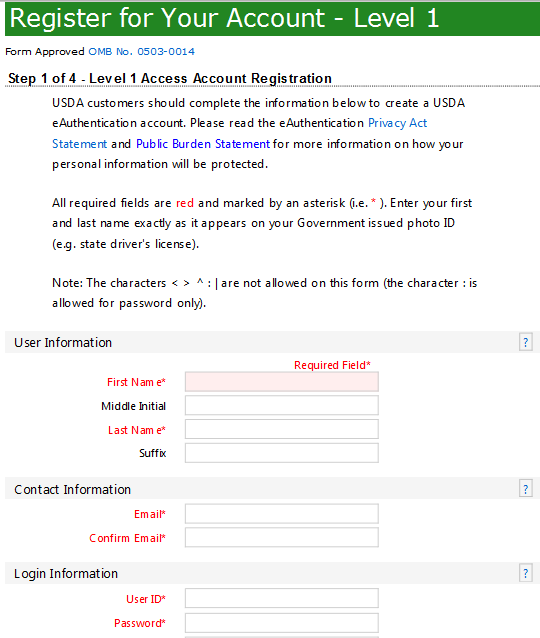 Register for Your Account - Level 1
Form Approved OMB No. 0503-0014
Step 1 of 4 - Level 1 Access Account Registration
USDA customers should complete the information below to create a USDA
eAuthentication account. Please read the eAuthentication Privacy Act
Statement and Public Burden Statement for more information on how your
personal information will be protected.
All required fields are red and marked by an asterisk (i.e. * ). Enter your first
and last name exactly as it appears on your Government issued photo ID
(e.g. state driver's license).
Note: The characters < > ^ : | are not allowed on this form (the character : is
allowed for password only).
User Information ?
Required Field*
First Name*
Middle Initial
Last Name*
Suffix
Contact Information ?
Email*
Confirm Email*
Login Information ?
User ID*
Password*